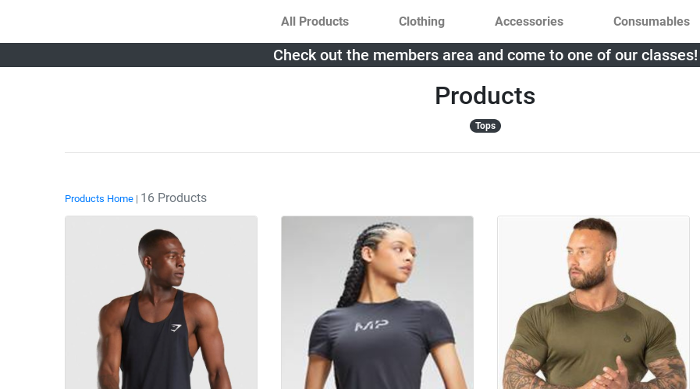 All Products Clothing Accessories Consumables
Check out the members area and come to one of our classes!
Products
Tops
Products Home | 16 Products
MP